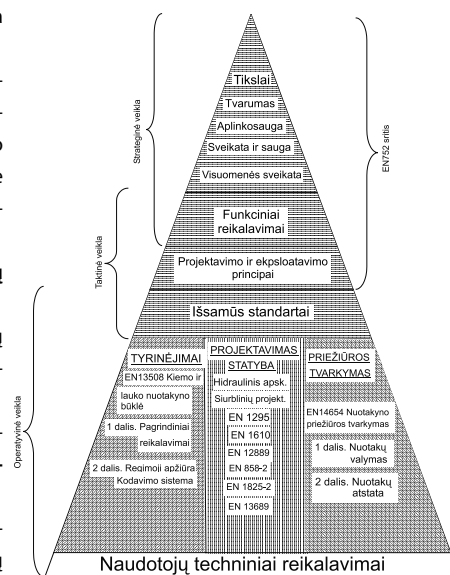 Tikslai
Tvarumas
Aplinkosauga
Sveikata ir sauga
Visuomenės sveikata
Funkciniai
reikalavimai
Projektavimo ir ekpsloatavimo
principai
Išsamūs standartai
Strateginė veikla
Taktinė veikla
Operatyvinė veikla
EN752 sritis
TYRINĖJIMAI
EN13508 Kiemo ir
lauko nuotakyno
būklė
1 dalis. Pagrindiniai
reikalavimai
2 dalis. Regimoji apžiūra
Kodavimo sistema
PROJEKTAVIMAS
STATYBA
Hidraulinis apsk.
Siurblinių projekt.
EN 1295
EN 1610
EN 12889
EN 858-2
EN 1825-2
EN 13689
PRIEŽIŪROS
TVARKYMAS
EN14654 Nuotakyno
priežiūros tvarkymas
1 dalis. Nuotakų
valymas
2 dalis. Nuotakų
atstata
Naudotojų techniniai reikalavimai